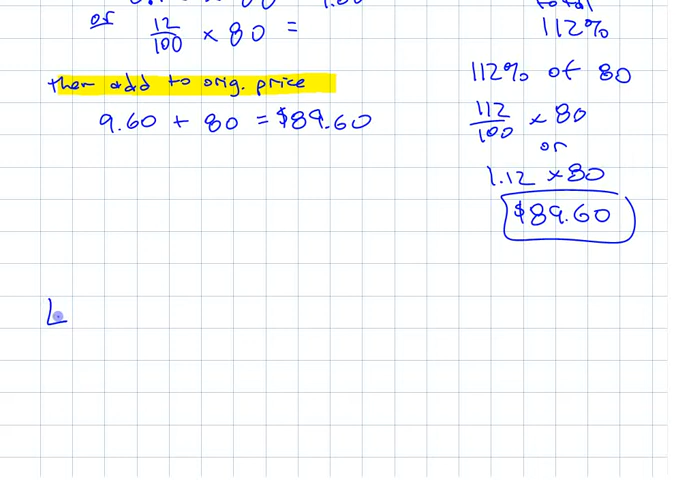 or 12/100 × 80 =
then add to orig. price
9.60 + 80 = $89.60
total
112%
112% of 80
112/100 × 80
or
1.12 × 80
$89.60
L